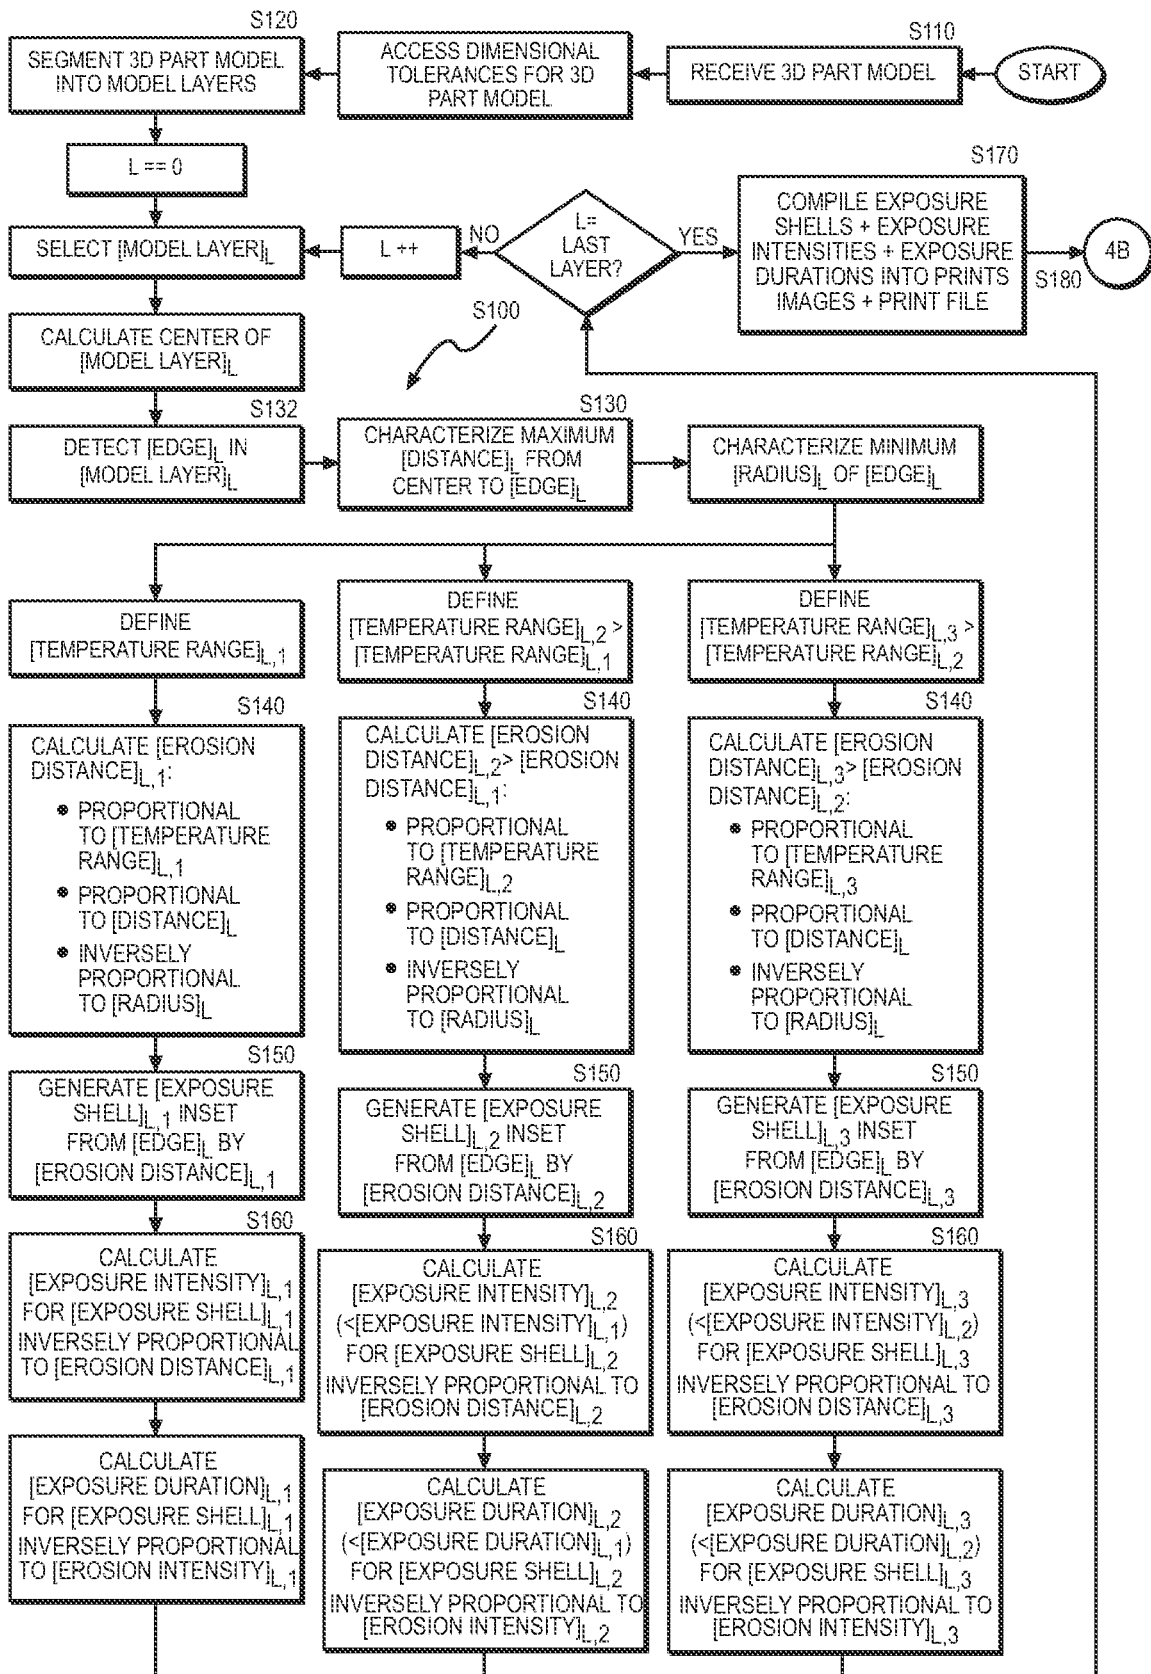 START
S110
RECEIVE 3D PART MODEL
ACCESS DIMENSIONAL
TOLERANCES FOR 3D
PART MODEL
S120
SEGMENT 3D PART MODEL
INTO MODEL LAYERS
L == 0
SELECT [MODEL LAYER]L
L ++
NO
L=
LAST
LAYER?
YES
S170
COMPILE EXPOSURE
SHELLS + EXPOSURE
INTENSITIES + EXPOSURE
DURATIONS INTO PRINTS
IMAGES + PRINT FILE
S180
4B
S100
CALCULATE CENTER OF
[MODEL LAYER]L
S132
DETECT [EDGE]L IN
[MODEL LAYER]L
S130
CHARACTERIZE MAXIMUM
[DISTANCE]L FROM
CENTER TO [EDGE]L
CHARACTERIZE MINIMUM
[RADIUS]L OF [EDGE]L
DEFINE
[TEMPERATURE RANGE]L,1
S140
CALCULATE [EROSION
DISTANCE]L,1:
• PROPORTIONAL
TO [TEMPERATURE
RANGE]L,1
• PROPORTIONAL
TO [DISTANCE]L
• INVERSELY
PROPORTIONAL
TO [RADIUS]L
S150
GENERATE [EXPOSURE
SHELL]L,1 INSET
FROM [EDGE]L BY
[EROSION DISTANCE]L,1
S160
CALCULATE
[EXPOSURE INTENSITY]L,1
FOR [EXPOSURE SHELL]L,1
INVERSELY PROPORTIONAL
TO [EROSION DISTANCE]L,1
CALCULATE
[EXPOSURE DURATION]L,1
FOR [EXPOSURE SHELL]L,1
INVERSELY PROPORTIONAL
TO [EROSION INTENSITY]L,1
DEFINE
[TEMPERATURE RANGE]L,2 >
[TEMPERATURE RANGE]L,1
S140
CALCULATE [EROSION
DISTANCE]L,2> [EROSION
DISTANCE]L,1:
• PROPORTIONAL
TO [TEMPERATURE
RANGE]L,2
• PROPORTIONAL
TO [DISTANCE]L
• INVERSELY
PROPORTIONAL
TO [RADIUS]L
S150
GENERATE [EXPOSURE
SHELL]L,2 INSET
FROM [EDGE]L BY
[EROSION DISTANCE]L,2
S160
CALCULATE
[EXPOSURE INTENSITY]L,2
(<[EXPOSURE INTENSITY]L,1)
FOR [EXPOSURE SHELL]L,2
INVERSELY PROPORTIONAL TO
[EROSION DISTANCE]L,2
CALCULATE
[EXPOSURE DURATION]L,2
(<[EXPOSURE DURATION]L,1)
FOR [EXPOSURE SHELL]L,2
INVERSELY PROPORTIONAL TO
[EROSION INTENSITY]L,2
DEFINE
[TEMPERATURE RANGE]L,3 >
[TEMPERATURE RANGE]L,2
S140
CALCULATE [EROSION
DISTANCE]L,3> [EROSION
DISTANCE]L,2:
• PROPORTIONAL
TO [TEMPERATURE
RANGE]L,3
• PROPORTIONAL
TO [DISTANCE]L
• INVERSELY
PROPORTIONAL
TO [RADIUS]L
S150
GENERATE [EXPOSURE
SHELL]L,3 INSET
FROM [EDGE]L BY
[EROSION DISTANCE]L,3
S160
CALCULATE
[EXPOSURE INTENSITY]L,3
(<[EXPOSURE INTENSITY]L,2)
FOR [EXPOSURE SHELL]L,3
INVERSELY PROPORTIONAL TO
[EROSION DISTANCE]L,3
CALCULATE
[EXPOSURE DURATION]L,3
(<[EXPOSURE DURATION]L,2)
FOR [EXPOSURE SHELL]L,3
INVERSELY PROPORTIONAL TO
[EROSION INTENSITY]L,3